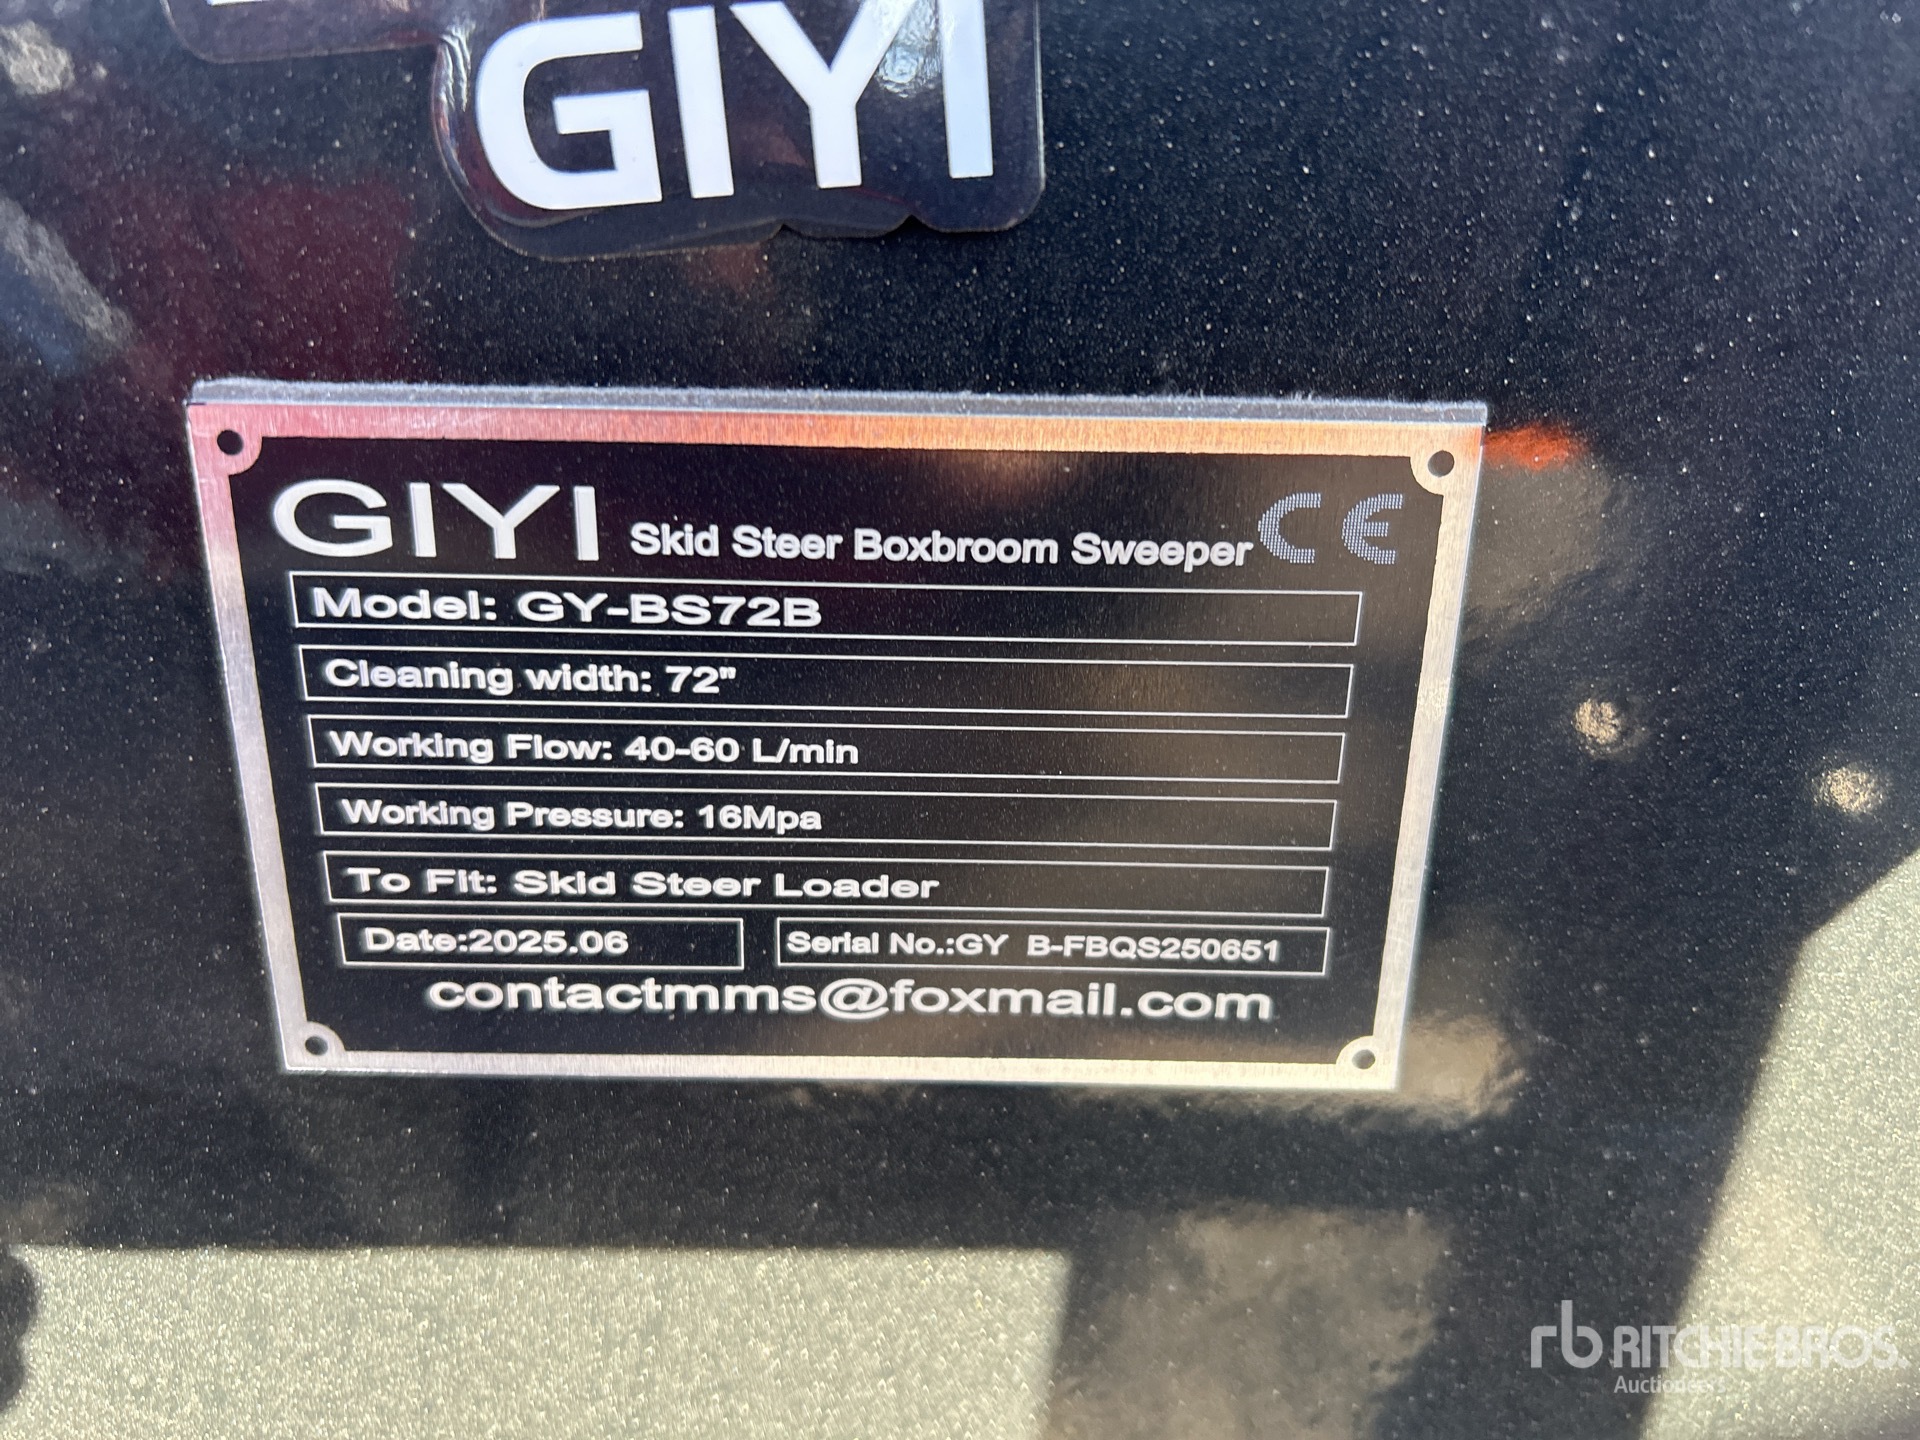 GIYI
GIYI Skid Steer Boxbroom Sweeper CE
Model: GY-BS72B
Cleaning width: 72"
Working Flow: 40-60 L/min
Working Pressure: 16Mpa
To Fit: Skid Steer Loader
Date:2025.06 Serial No.:GY B-FBQS250651
contactmms@foxmail.com
rb RITCHIE BROS.
Auctioneers